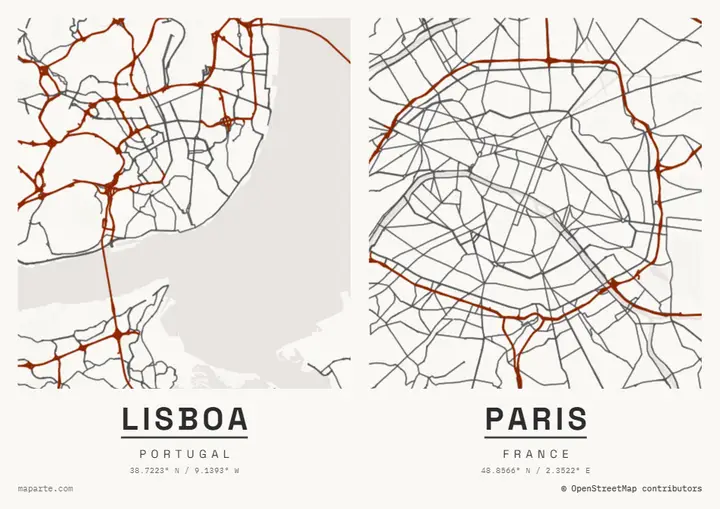 LISBOA
PORTUGAL
38.7223° N / 9.1393° W
PARIS
FRANCE
48.8566° N / 2.3522° E
maparte.com
© OpenStreetMap contributors